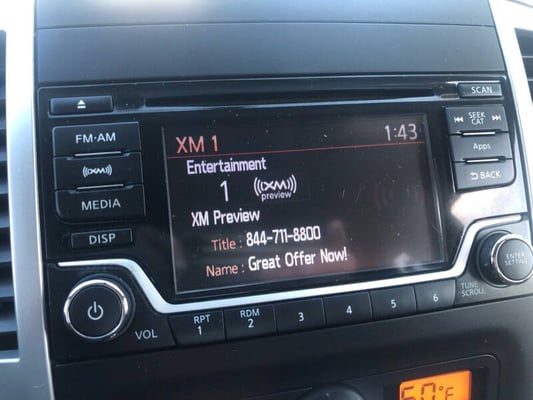 SCAN
FM·AM
XM 1 1:43
SEEK
CAT
Entertainment
Apps
((XM))
1 ((XM))
preview
BACK
MEDIA
XM Preview
DISP
Title : 844-711-8800
Name : Great Offer Now!
ENTER
SETTING
TUNE
SCROLL
VOL
RPT
1
RDM
2
3
4
5
6
60°F